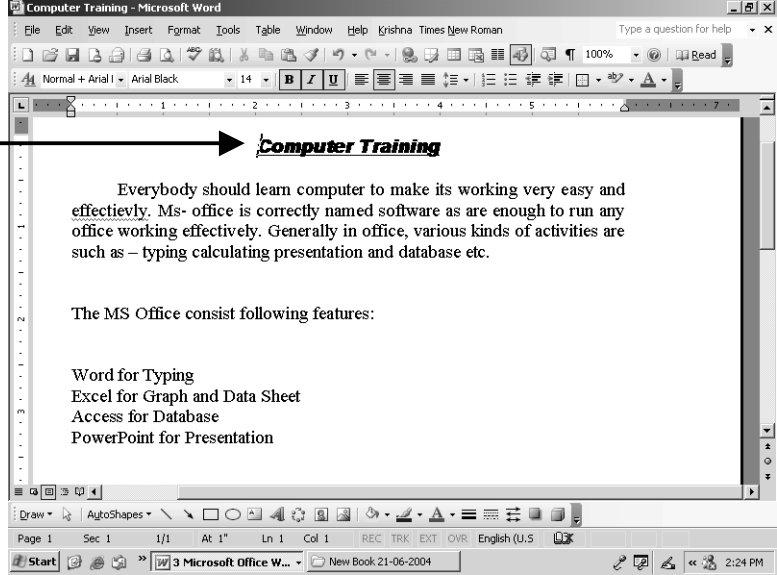 Computer Training - Microsoft Word
File Edit View Insert Format Tools Table Window Help Krishna Times New Roman Type a question for help
100% Read
Normal + Arial l Arial Black 14 B I U
1 2 3 4 5 7
Computer Training
Everybody should learn computer to make its working very easy and
effectievly. Ms- office is correctly named software as are enough to run any
office working effectively. Generally in office, various kinds of activities are
such as – typing calculating presentation and database etc.
The MS Office consist following features:
Word for Typing
Excel for Graph and Data Sheet
Access for Database
PowerPoint for Presentation
Draw AutoShapes
Page 1 Sec 1 1/1 At 1" Ln 1 Col 1 REC TRK EXT OVR English (U.S
Start » 3 Microsoft Office W... New Book 21-06-2004 « 2:24 PM